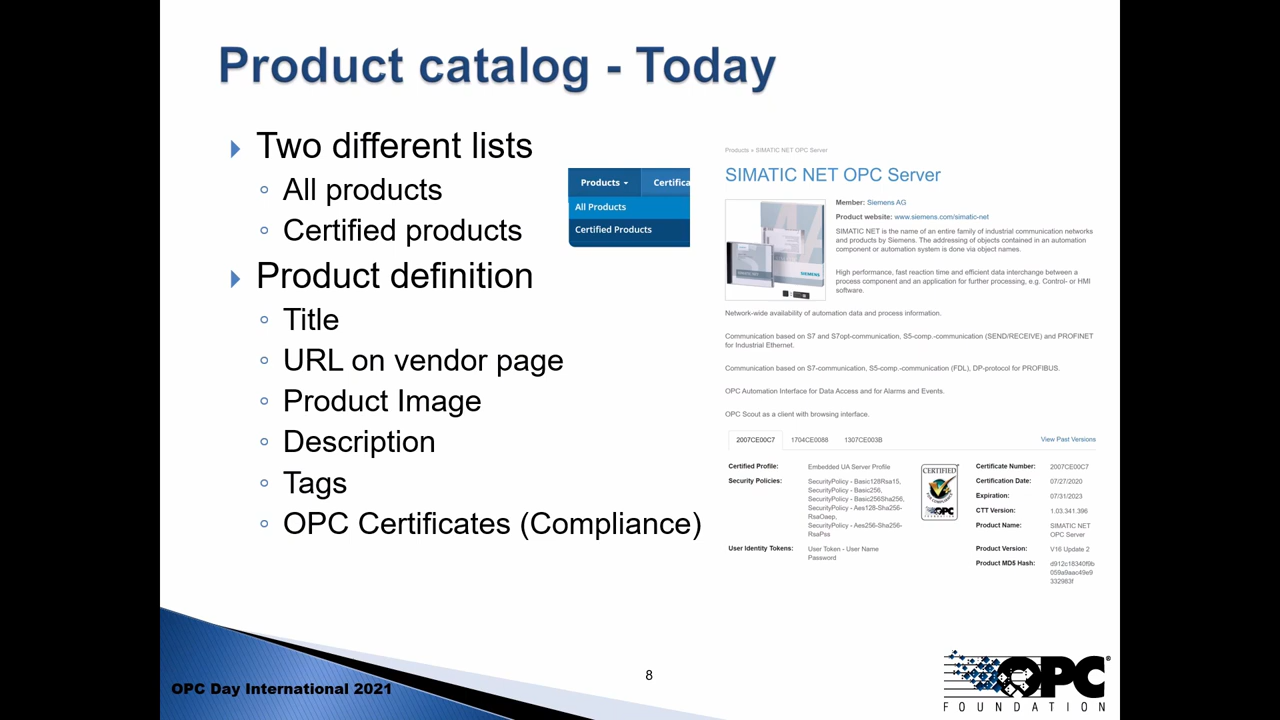 Product catalog - Today
Two different lists
All products
Certified products
Product definition
Title
URL on vendor page
Product Image
Description
Tags
OPC Certificates (Compliance)
Products
Certifica
All Products
Certified Products
Products » SIMATIC NET OPC Server
SIMATIC NET OPC Server
SIMATIC NET
SIEMENS
Member: Siemens AG
Product website: www.siemens.com/simatic-net
SIMATIC NET is the name of an entire family of industrial communication networks
and products by Siemens. The addressing of objects contained in an automation
component or automation system is done via object names.
High performance, fast reaction time and efficient data interchange between a
process component and an application for further processing, e.g. Control- or HMI
software.
Network-wide availability of automation data and process information.
Communication based on S7 and S7opt-communication, S5-comp.-communication (SEND/RECEIVE) and PROFINET
for Industrial Ethernet.
Communication based on S7-communication, S5-comp.-communication (FDL), DP-protocol for PROFIBUS.
OPC Automation Interface for Data Access and for Alarms and Events.
OPC Scout as a client with browsing interface.
2007CE00C7 1704CE0088 1307CE003B View Past Versions
Certified Profile: Embedded UA Server Profile
Security Policies: SecurityPolicy - Basic128Rsa15,
SecurityPolicy - Basic256,
SecurityPolicy - Basic256Sha256,
SecurityPolicy - Aes128-Sha256-
RsaOaep,
SecurityPolicy - Aes256-Sha256-
RsaPss
User Identity Tokens: User Token - User Name
Password
CERTIFIED
FOR COMPLIANCE
OPC
FOUNDATION
Certificate Number: 2007CE00C7
Certification Date: 07/27/2020
Expiration: 07/31/2023
CTT Version: 1.03.341.396
Product Name: SIMATIC NET
OPC Server
Product Version: V16 Update 2
Product MD5 Hash: d912c18340f9b
059a9aac49e9
332983f
OPC Day International 2021
8
OPC®
FOUNDATION